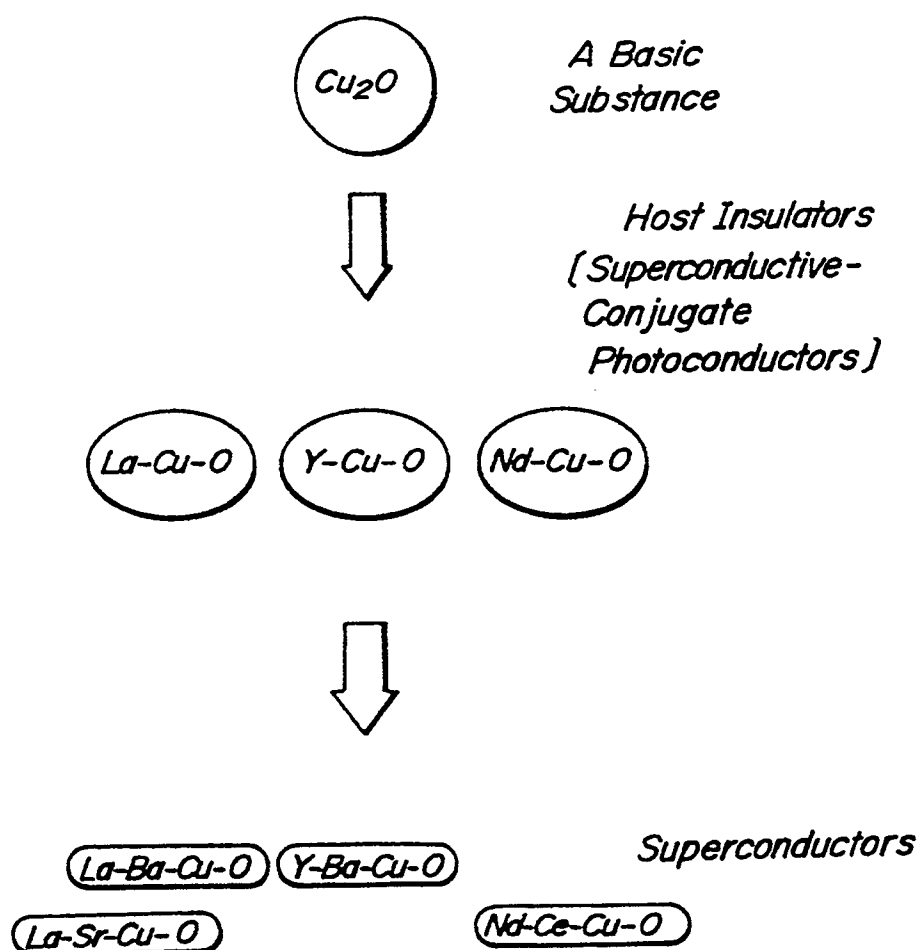 Cu₂O
A Basic
Substance
Host Insulators
[Superconductive-
Conjugate
Photoconductors]
La-Cu-O
Y-Cu-O
Nd-Cu-O
Superconductors
La-Ba-Cu-O
Y-Ba-Cu-O
La-Sr-Cu-O
Nd-Ce-Cu-O